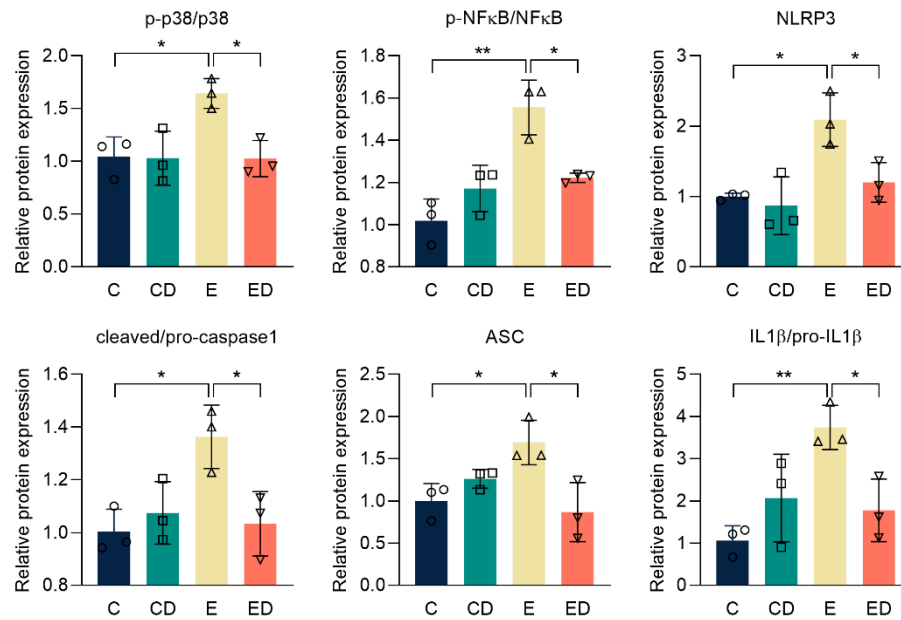 p-p38/p38
Relative protein expression
2.0
1.5
1.0
0.5
0.0
*
*
C CD E ED
p-NFκB/NFκB
Relative protein expression
1.8
1.6
1.4
1.2
1.0
0.8
**
*
C CD E ED
NLRP3
Relative protein expression
3
2
1
0
*
*
C CD E ED
cleaved/pro-caspase1
Relative protein expression
1.6
1.4
1.2
1.0
0.8
*
*
C CD E ED
ASC
Relative protein expression
2.5
2.0
1.5
1.0
0.5
0.0
*
*
C CD E ED
IL1β/pro-IL1β
Relative protein expression
5
4
3
2
1
0
**
*
C CD E ED